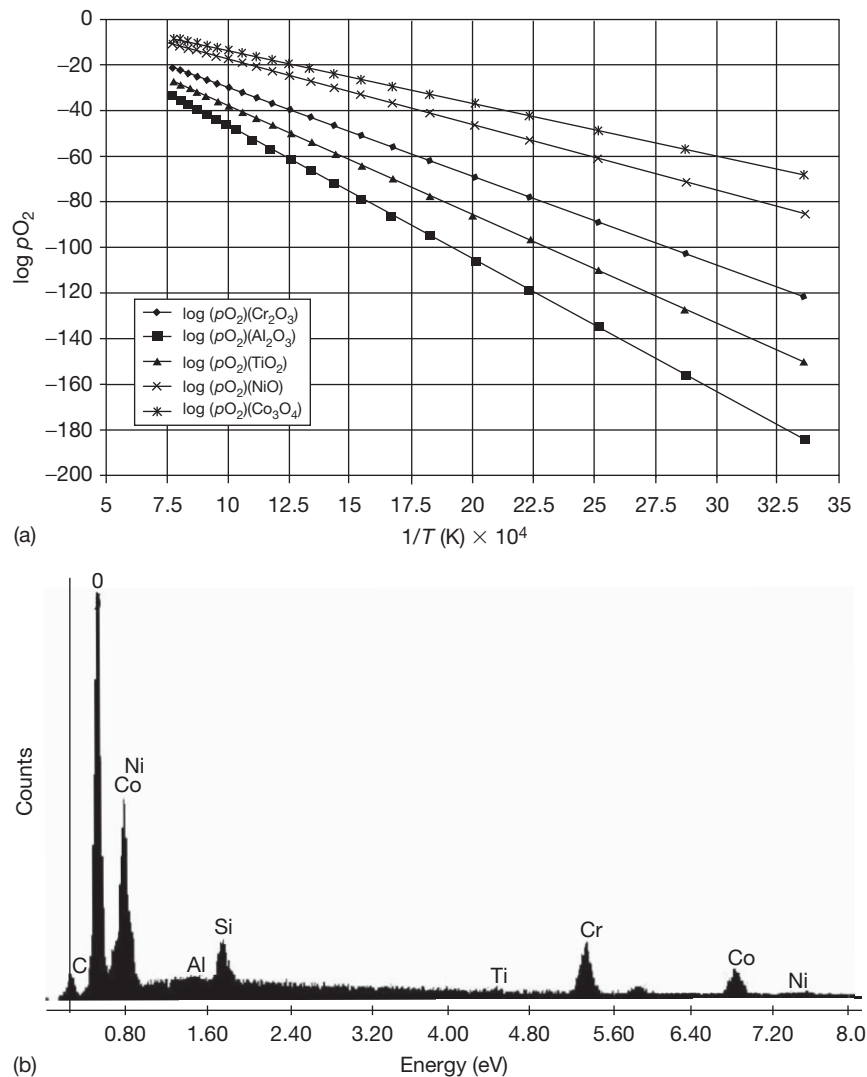 0
−20
−40
−60
−80
−100
−120
−140
−160
−180
−200
log pO₂
log (pO₂)(Cr₂O₃)
log (pO₂)(Al₂O₃)
log (pO₂)(TiO₂)
log (pO₂)(NiO)
log (pO₂)(Co₃O₄)
5 7.5 10 12.5 15 17.5 20 22.5 25 27.5 30 32.5 35
(a)
1/T (K) × 10⁴
0
Ni
Co
Counts
C
Al
Si
Ti
Cr
Co
Ni
0.80 1.60 2.40 3.20 4.00 4.80 5.60 6.40 7.20 8.0
(b)
Energy (eV)